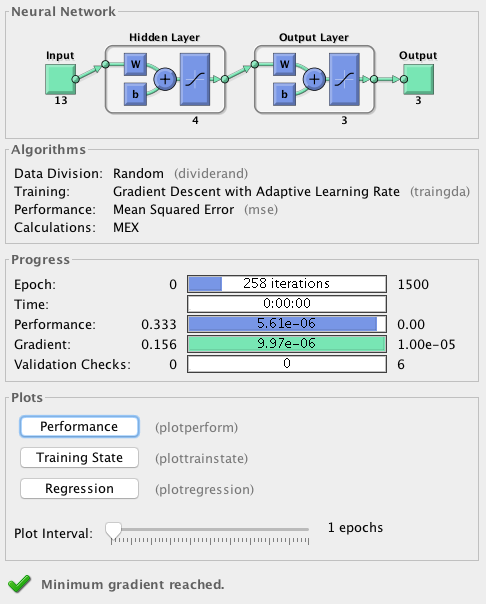 Neural Network
Hidden Layer Output Layer
Input Output
W W
b b
13 4 3 3
Algorithms
Data Division: Random (dividerand)
Training: Gradient Descent with Adaptive Learning Rate (traingda)
Performance: Mean Squared Error (mse)
Calculations: MEX
Progress
Epoch: 0 258 iterations 1500
Time: 0:00:00
Performance: 0.333 5.61e-06 0.00
Gradient: 0.156 9.97e-06 1.00e-05
Validation Checks: 0 0 6
Plots
Performance (plotperform)
Training State (plottrainstate)
Regression (plotregression)
Plot Interval: 1 epochs
Minimum gradient reached.